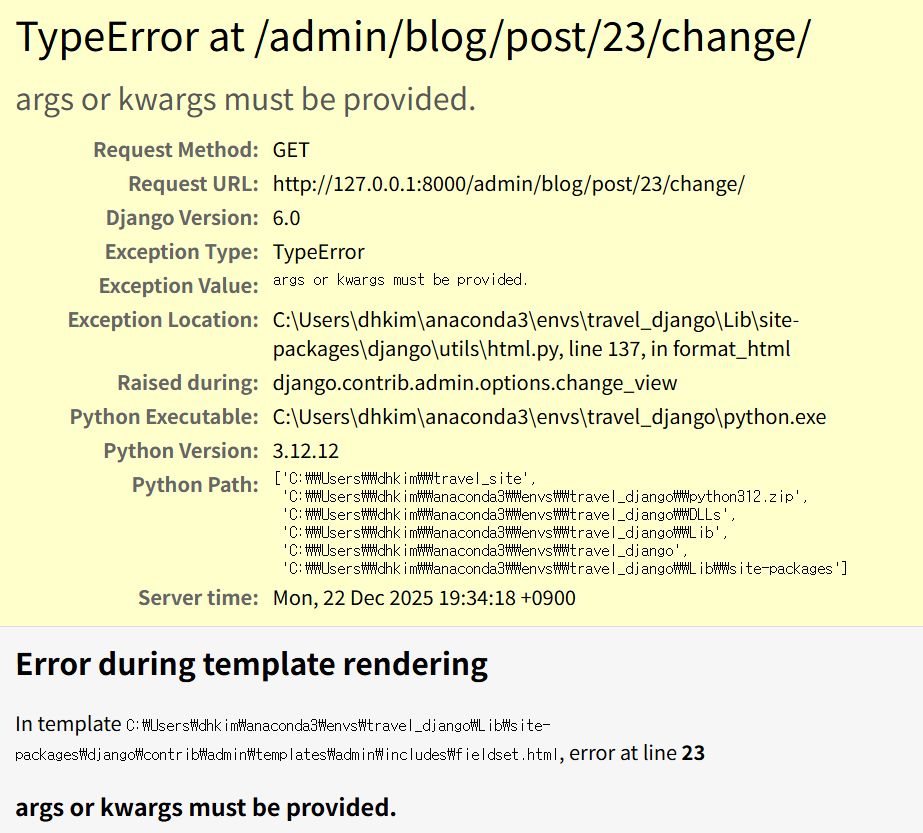 TypeError at /admin/blog/post/23/change/
args or kwargs must be provided.
Request Method: GET
Request URL: http://127.0.0.1:8000/admin/blog/post/23/change/
Django Version: 6.0
Exception Type: TypeError
Exception Value: args or kwargs must be provided.
Exception Location: C:\Users\dhkim\anaconda3\envs\travel_django\Lib\site-
packages\django\utils\html.py, line 137, in format_html
Raised during: django.contrib.admin.options.change_view
Python Executable: C:\Users\dhkim\anaconda3\envs\travel_django\python.exe
Python Version: 3.12.12
Python Path: ['C:₩₩Users₩₩dhkim₩₩travel_site',
'C:₩₩Users₩₩dhkim₩₩anaconda3₩₩envs₩₩travel_django₩₩python312.zip',
'C:₩₩Users₩₩dhkim₩₩anaconda3₩₩envs₩₩travel_django₩₩DLLs',
'C:₩₩Users₩₩dhkim₩₩anaconda3₩₩envs₩₩travel_django₩₩Lib',
'C:₩₩Users₩₩dhkim₩₩anaconda3₩₩envs₩₩travel_django',
'C:₩₩Users₩₩dhkim₩₩anaconda3₩₩envs₩₩travel_django₩₩Lib₩₩site-packages']
Server time: Mon, 22 Dec 2025 19:34:18 +0900
Error during template rendering
In template C:₩Users₩dhkim₩anaconda3₩envs₩travel_django₩Lib₩site-
packages₩django₩contrib₩admin₩templates₩admin₩includes₩fieldset.html, error at line 23
args or kwargs must be provided.